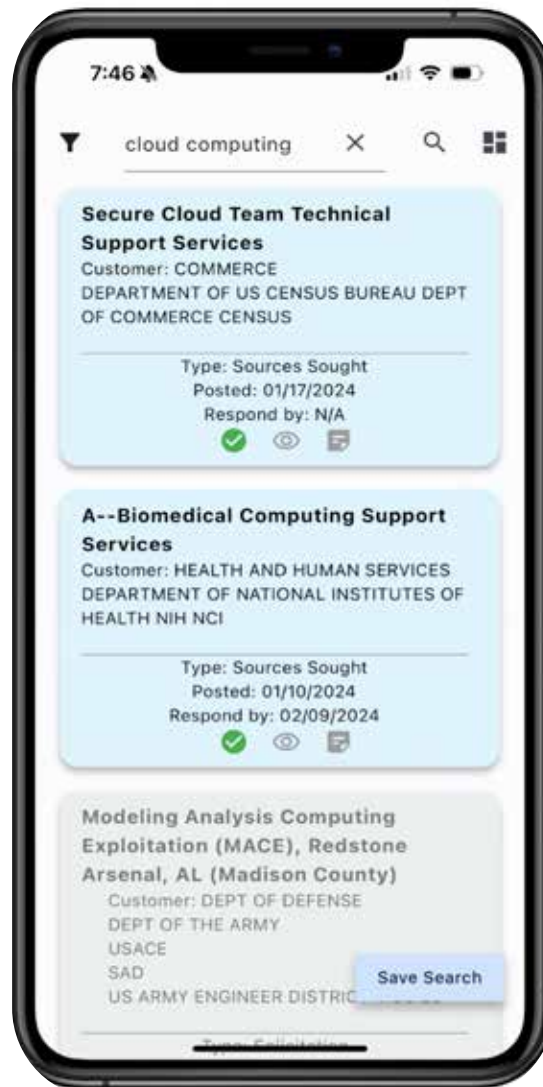 7:46
cloud computing
Secure Cloud Team Technical
Support Services
Customer: COMMERCE
DEPARTMENT OF US CENSUS BUREAU DEPT
OF COMMERCE CENSUS
Type: Sources Sought
Posted: 01/17/2024
Respond by: N/A
A--Biomedical Computing Support
Services
Customer: HEALTH AND HUMAN SERVICES
DEPARTMENT OF NATIONAL INSTITUTES OF
HEALTH NIH NCI
Type: Sources Sought
Posted: 01/10/2024
Respond by: 02/09/2024
Modeling Analysis Computing
Exploitation (MACE), Redstone
Arsenal, AL (Madison County)
Customer: DEPT OF DEFENSE
DEPT OF THE ARMY
USACE
SAD
US ARMY ENGINEER
Save Search
Type: Solicitation